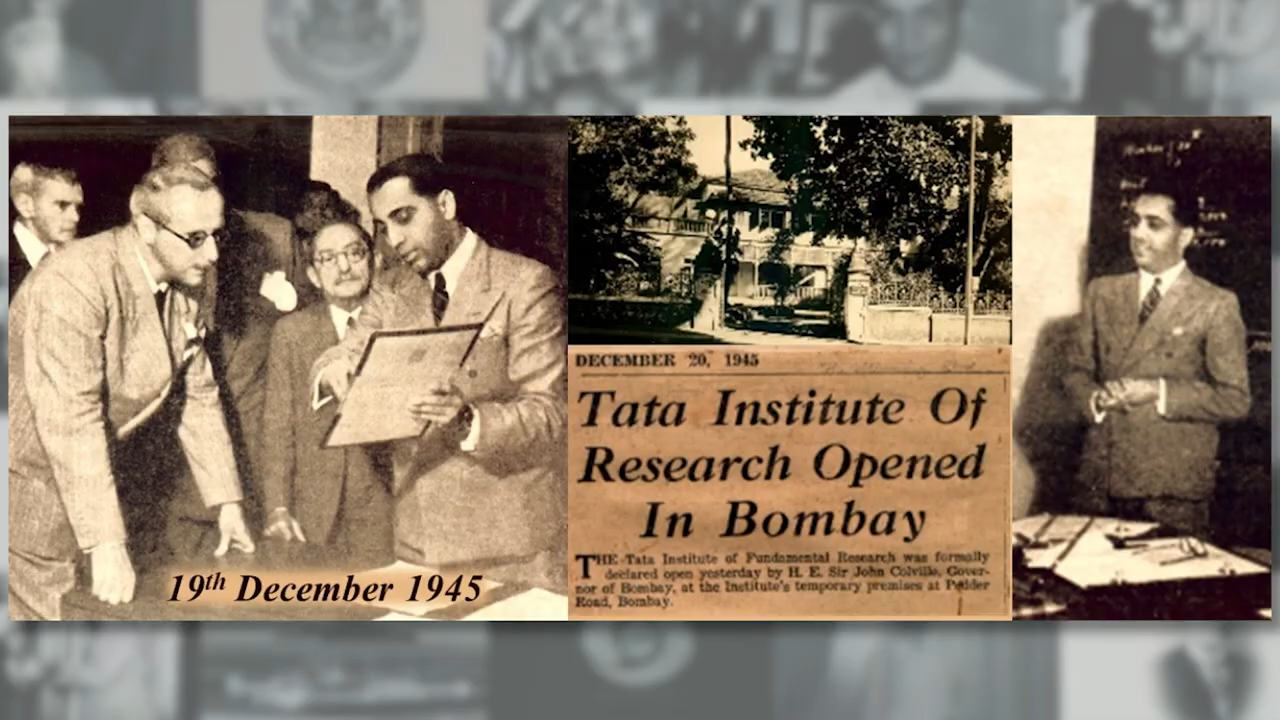 19th December 1945
DECEMBER 20, 1945
Tata Institute Of
Research Opened
In Bombay
THE Tata Institute of Fundamental Research was formally
declared open yesterday by H. E. Sir John Colville, Gover-
nor of Bombay, at the Institute's temporary premises at Pedder
Road, Bombay.